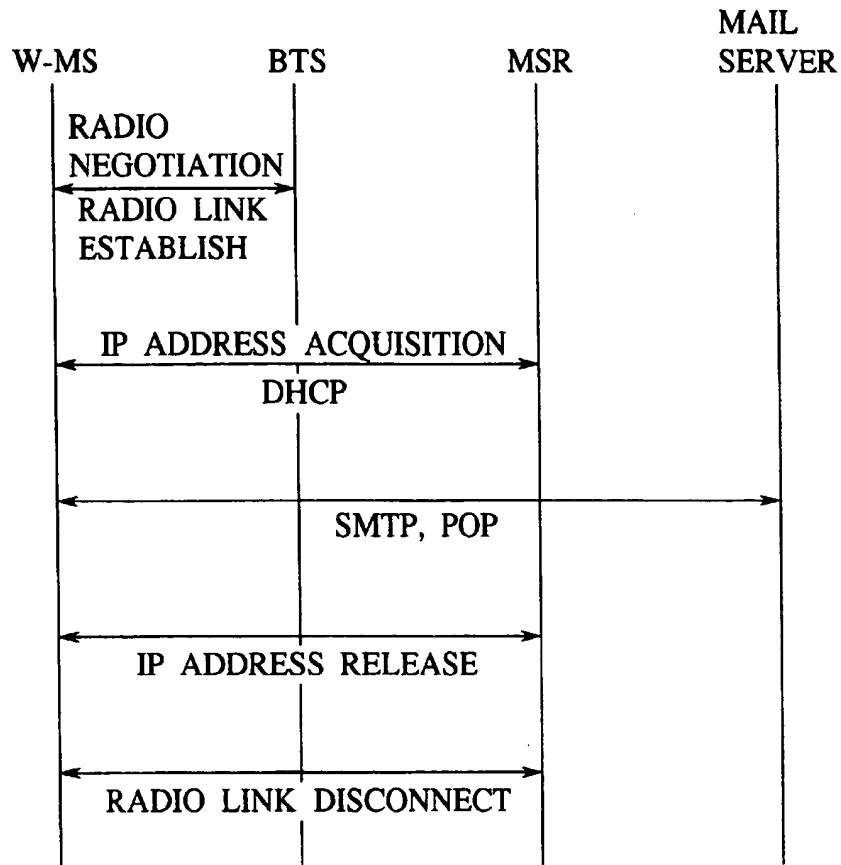 MAIL
W-MS BTS MSR SERVER
RADIO
NEGOTIATION
RADIO LINK
ESTABLISH
IP ADDRESS ACQUISITION
DHCP
SMTP, POP
IP ADDRESS RELEASE
RADIO LINK DISCONNECT